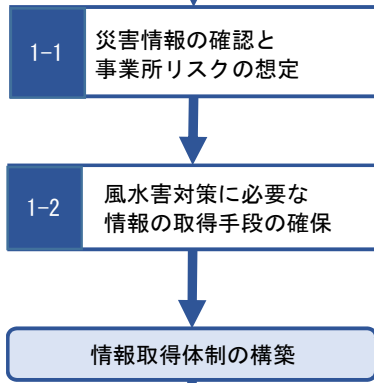 1-1
災害情報の確認と
事業所リスクの想定
1-2
風水害対策に必要な
情報の取得手段の確保
情報取得体制の構築